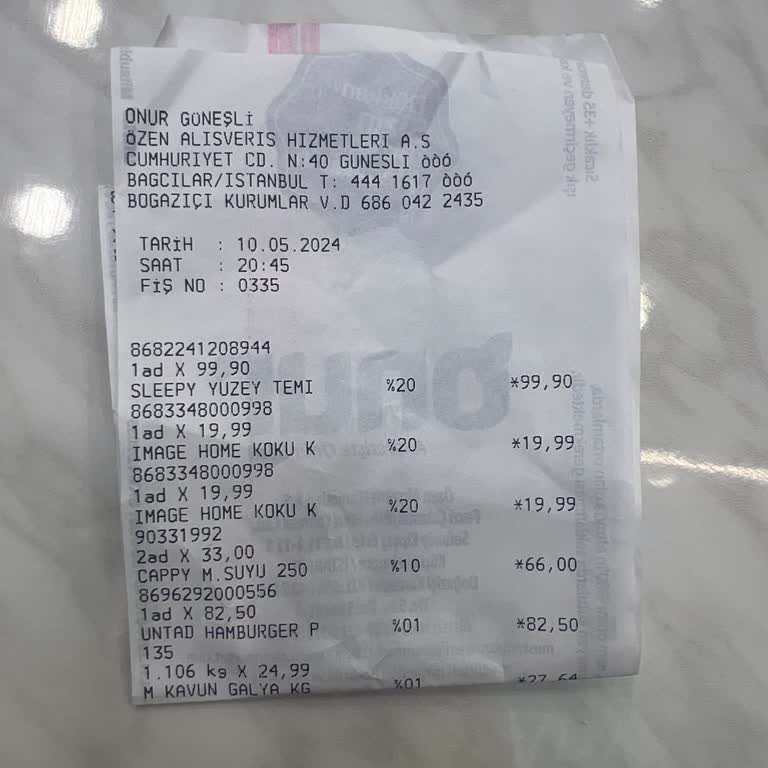 ONUR GÜNEŞLİ
ÖZEN ALISVERIS HIZMETLERI A.S
CUMHURIYET CD. N:40 GUNESLI òòó
BAGCILAR/ISTANBUL T: 444 1617 òòó
BOGAZIÇI KURUMLAR V.D 686 042 2435
TARİH : 10.05.2024
SAAT : 20:45
FİŞ NO : 0335
8682241208944
1ad X 99,90
SLEEPY YUZEY TEMI %20 *99,90
8683348000998
1ad X 19,99
IMAGE HOME KOKU K %20 *19,99
8683348000998
1ad X 19,99
IMAGE HOME KOKU K %20 *19,99
90331992
2ad X 33,00
CAPPY M.SUYU 250 %10 *66,00
8696292000556
1ad X 82,50
UNTAD HAMBURGER P %01 *82,50
135
1.106 kg X 24,99
M KAVUN GALYA KG %01 *27,64